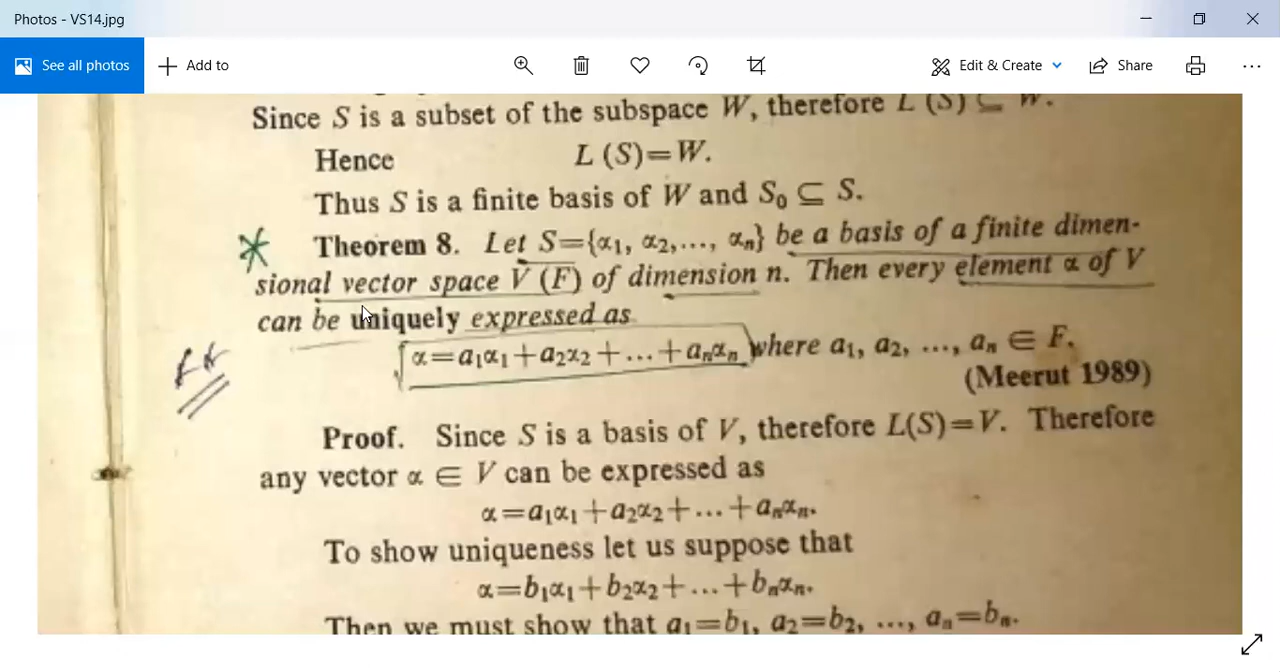 Photos - VS14.jpg
See all photos
Add to
Edit & Create
Share
Since S is a subset of the subspace W, therefore L (S) ⊆ W.
Hence L (S)=W.
Thus S is a finite basis of W and S₀ ⊆ S.
Theorem 8. Let S={α₁, α₂,..., αₙ} be a basis of a finite dimen-
sional vector space V (F) of dimension n. Then every element α of V
can be uniquely expressed as
α=a₁α₁+a₂α₂+...+aₙαₙ where a₁, a₂, ..., aₙ ∈ F.
(Meerut 1989)
Proof. Since S is a basis of V, therefore L(S)=V. Therefore
any vector α ∈ V can be expressed as
α=a₁α₁+a₂α₂+...+aₙαₙ.
To show uniqueness let us suppose that
α=b₁α₁+b₂α₂+...+bₙαₙ.
Then we must show that a₁=b₁, a₂=b₂, ..., aₙ=bₙ.